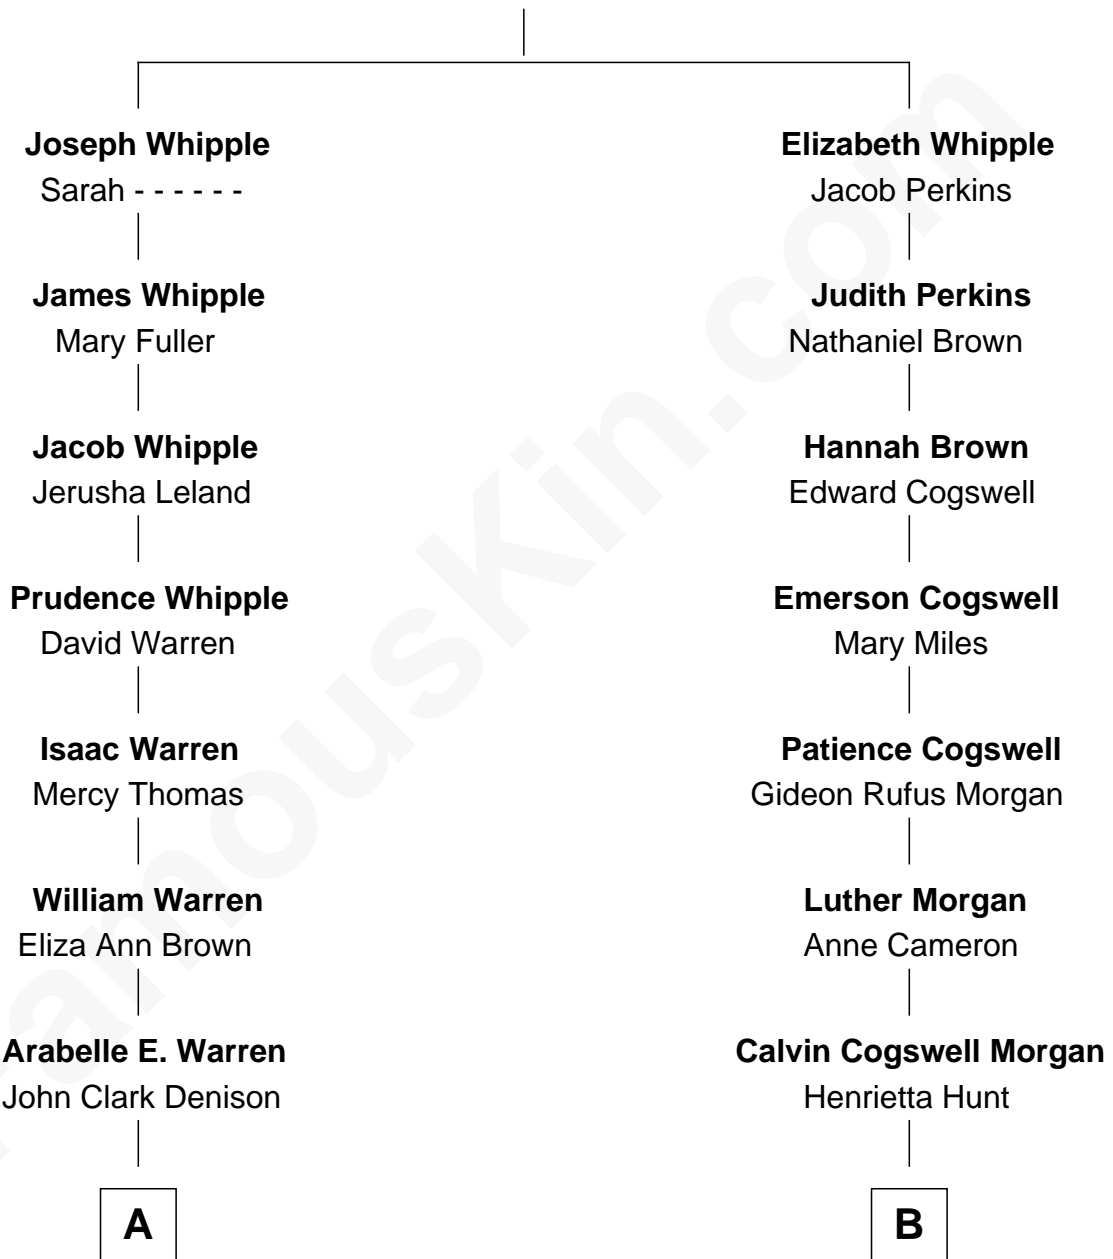 Joseph Whipple
Sarah - - - - - -
James Whipple
Mary Fuller
Jacob Whipple
Jerusha Leland
Prudence Whipple
David Warren
Isaac Warren
Mercy Thomas
William Warren
Eliza Ann Brown
Arabelle E. Warren
John Clark Denison
A
Elizabeth Whipple
Jacob Perkins
Judith Perkins
Nathaniel Brown
Hannah Brown
Edward Cogswell
Emerson Cogswell
Mary Miles
Patience Cogswell
Gideon Rufus Morgan
Luther Morgan
Anne Cameron
Calvin Cogswell Morgan
Henrietta Hunt
B
FamousKin.com